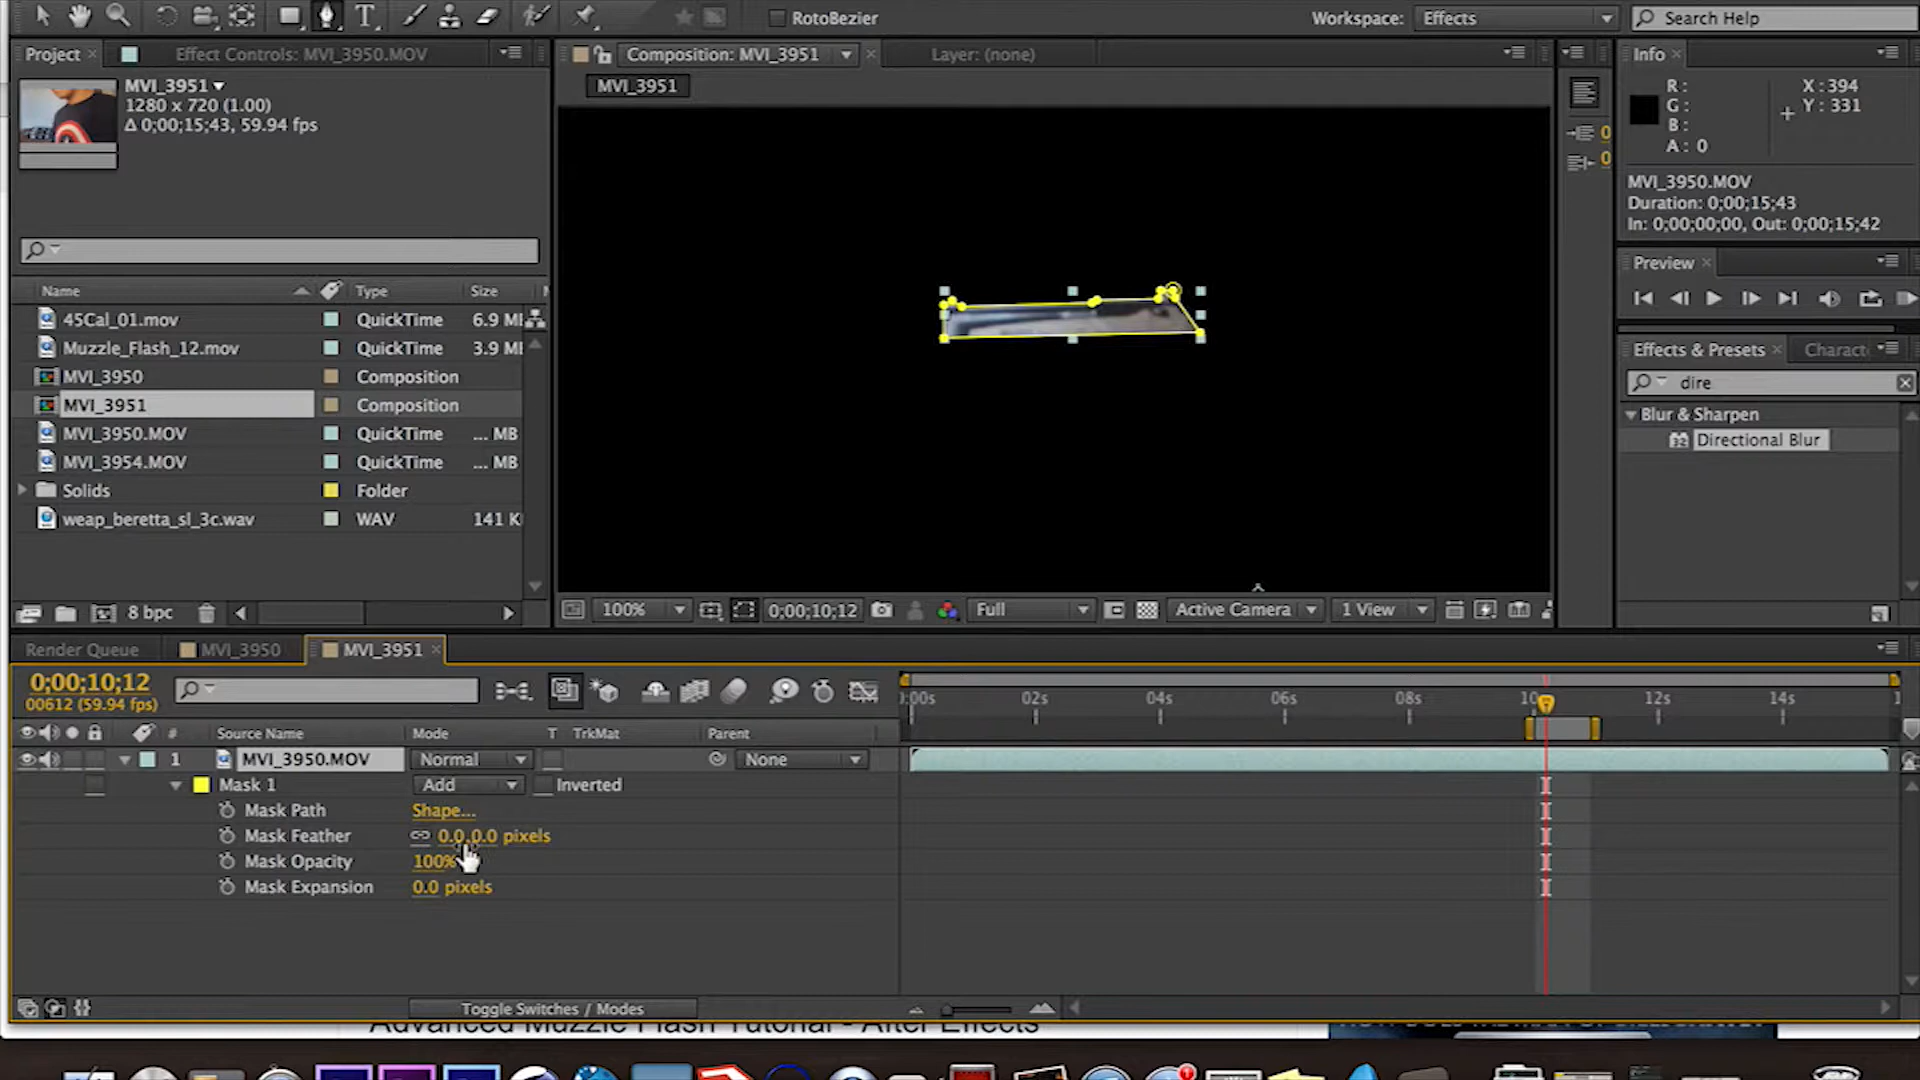 RotoBezier
Workspace: Effects
Search Help
Project
Effect Controls: MVI_3950.MOV
Composition: MVI_3951
Layer: (none)
Info
MVI_3951
1280 x 720 (1.00)
Δ 0;00;15;43, 59.94 fps
MVI_3951
R:
G:
B:
A: 0
X: 394
Y: 331
MVI_3950.MOV
Duration: 0;00;15;43
In: 0;00;00;00, Out: 0;00;15;42
Preview
Name Type Size
45Cal_01.mov QuickTime 6.9 M
Muzzle_Flash_12.mov QuickTime 3.9 M
MVI_3950 Composition
MVI_3951 Composition
MVI_3950.MOV QuickTime ... MB
MVI_3954.MOV QuickTime ... MB
Solids Folder
weap_beretta_sl_3c.wav WAV 141 K
Effects & Presets
Charact
dire
Blur & Sharpen
Directional Blur
8 bpc
100%
0;00;10;12
Full
Active Camera
1 View
Render Queue
MVI_3950
MVI_3951
0;00;10;12
00612 (59.94 fps)
:00s 02s 04s 06s 08s 10 12s 14s
# Source Name Mode T TrkMat Parent
1 MVI_3950.MOV Normal None
Mask 1 Add Inverted
Mask Path Shape...
Mask Feather 0.0,0.0 pixels
Mask Opacity 100%
Mask Expansion 0.0 pixels
Toggle Switches / Modes
Advanced Muzzle Flash Tutorial - After Effects